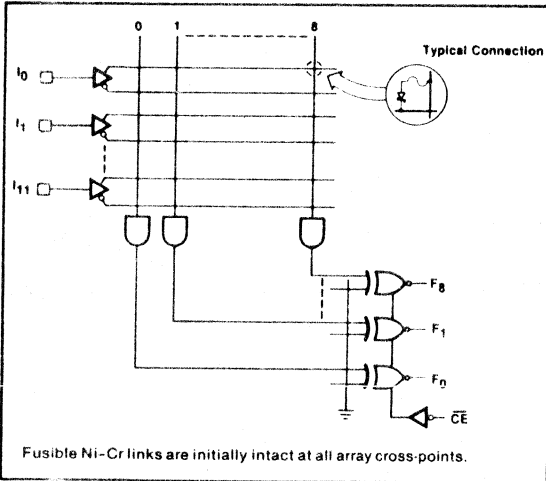 0 1 8
Typical Connection
I0
I1
I11
F8
F1
Fn
CE
Fusible Ni-Cr links are initially intact at all array cross-points.